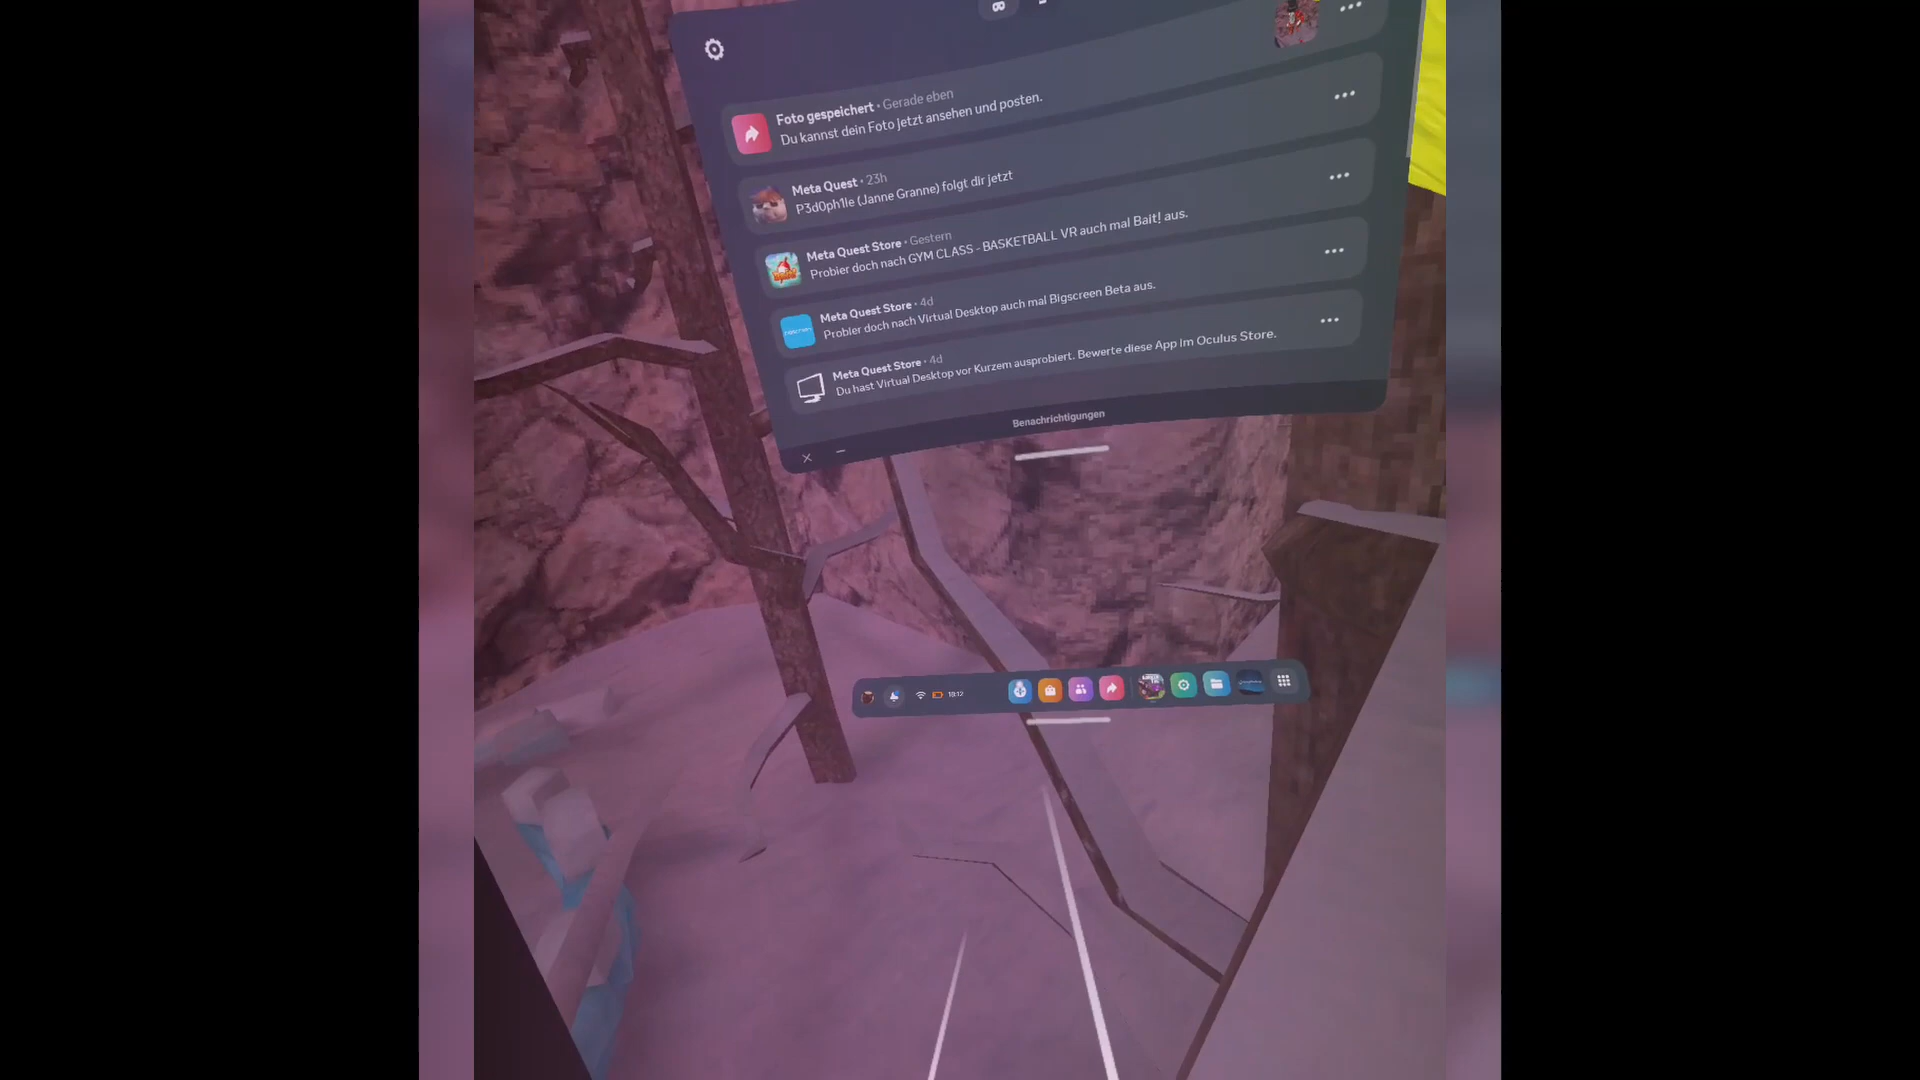 Foto gespeichert • Gerade eben
Du kannst dein Foto jetzt ansehen und posten.
Meta Quest • 23h
P3d0ph1le (Janne Granne) folgt dir jetzt
Meta Quest Store • Gestern
Probier doch nach GYM CLASS - BASKETBALL VR auch mal Bait! aus.
Meta Quest Store • 4d
Probier doch nach Virtual Desktop auch mal Bigscreen Beta aus.
Meta Quest Store • 4d
Du hast Virtual Desktop vor Kurzem ausprobiert. Bewerte diese App im Oculus Store.
Benachrichtigungen